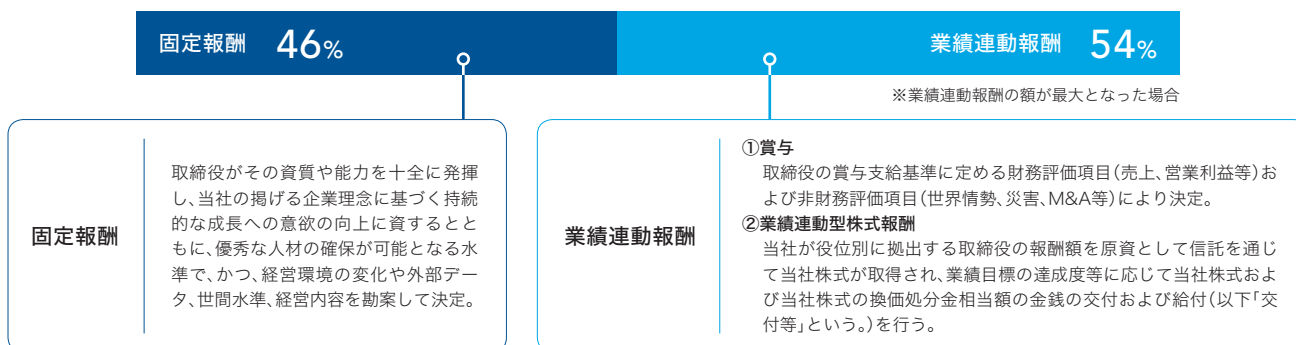 固定報酬 46%
業績連動報酬 54%
※業績連動報酬の額が最大となった場合
固定報酬
取締役がその資質や能力を十全に発揮
し、当社の掲げる企業理念に基づく持続
的な成長への意欲の向上に資するとと
もに、優秀な人材の確保が可能となる水
準で、かつ、経営環境の変化や外部デー
タ、世間水準、経営内容を勘案して決定。
業績連動報酬
①賞与
取締役の賞与支給基準に定める財務評価項目(売上、営業利益等)お
よび非財務評価項目(世界情勢、災害、M&A等)により決定。
②業績連動型株式報酬
当社が役位別に拠出する取締役の報酬額を原資として信託を通じ
て当社株式が取得され、業績目標の達成度等に応じて当社株式およ
び当社株式の換価処分金相当額の金銭の交付および給付(以下「交
付等」という。)を行う。